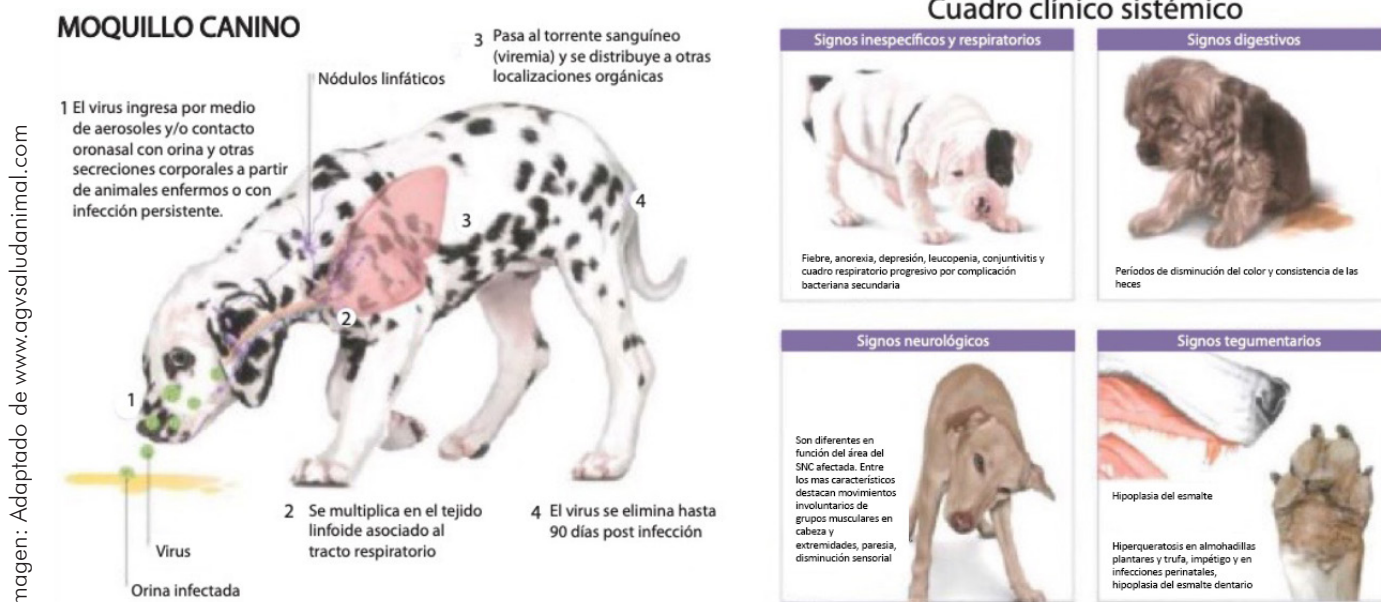 MOQUILLO CANINO
3 Pasa al torrente sanguíneo
(viremia) y se distribuye a otras
localizaciones orgánicas
Nódulos linfáticos
1 El virus ingresa por medio
de aerosoles y/o contacto
oronasal con orina y otras
secreciones corporales a partir
de animales enfermos o con
infección persistente.
4
3
2
1
2 Se multiplica en el tejido
linfoide asociado al
tracto respiratorio
4 El virus se elimina hasta
90 días post infección
Virus
Orina infectada
magen: Adaptado de www.agvsaludanimal.com
Cuadro clínico sistémico
Signos inespecíficos y respiratorios
Fiebre, anorexia, depresión, leucopenia, conjuntivitis y
cuadro respiratorio progresivo por complicación
bacteriana secundaria
Signos digestivos
Períodos de disminución del color y consistencia de las
heces
Signos neurológicos
Son diferentes en
función del área del
SNC afectada. Entre
los mas característicos
destacan movimientos
involuntarios de
grupos musculares en
cabeza y
extremidades, paresia,
disminución sensorial
Signos tegumentarios
Hipoplasia del esmalte
Hiperqueratosis en almohadillas
plantares y trufa, impétigo y en
infecciones perinatales,
hipoplasia del esmalte dentario